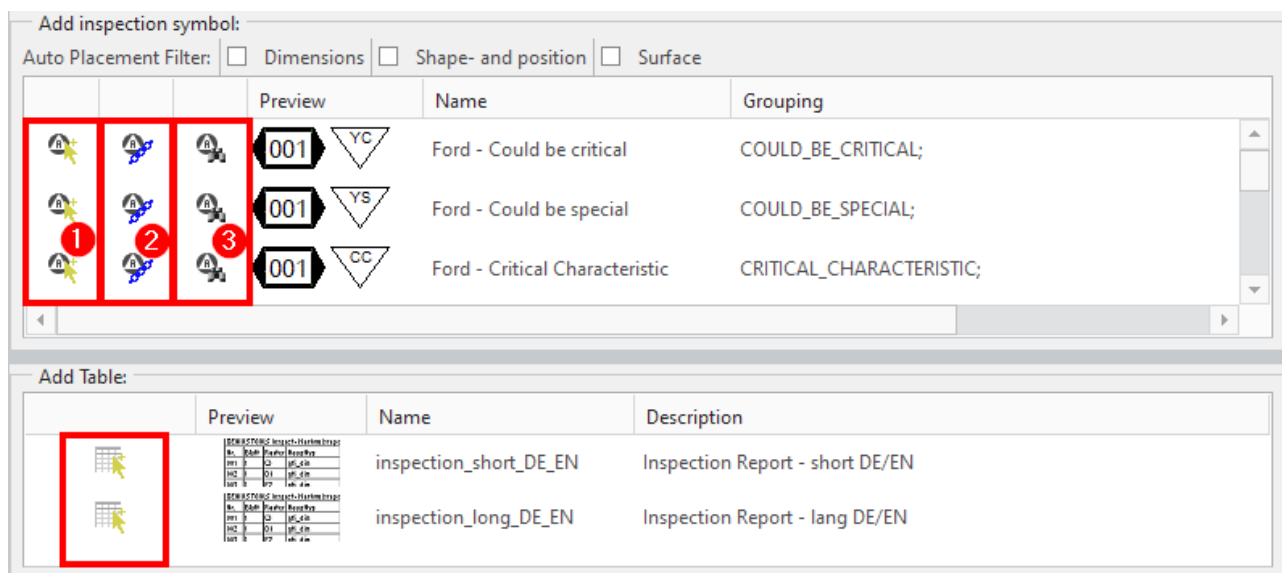 Add inspection symbol:
Auto Placement Filter: Dimensions Shape- and position Surface
Preview Name Grouping
001 YC Ford - Could be critical COULD_BE_CRITICAL;
001 YS Ford - Could be special COULD_BE_SPECIAL;
1 2 3
001 CC Ford - Critical Characteristic CRITICAL_CHARACTERISTIC;
Add Table:
Preview Name Description
inspection_short_DE_EN Inspection Report - short DE/EN
inspection_long_DE_EN Inspection Report - lang DE/EN